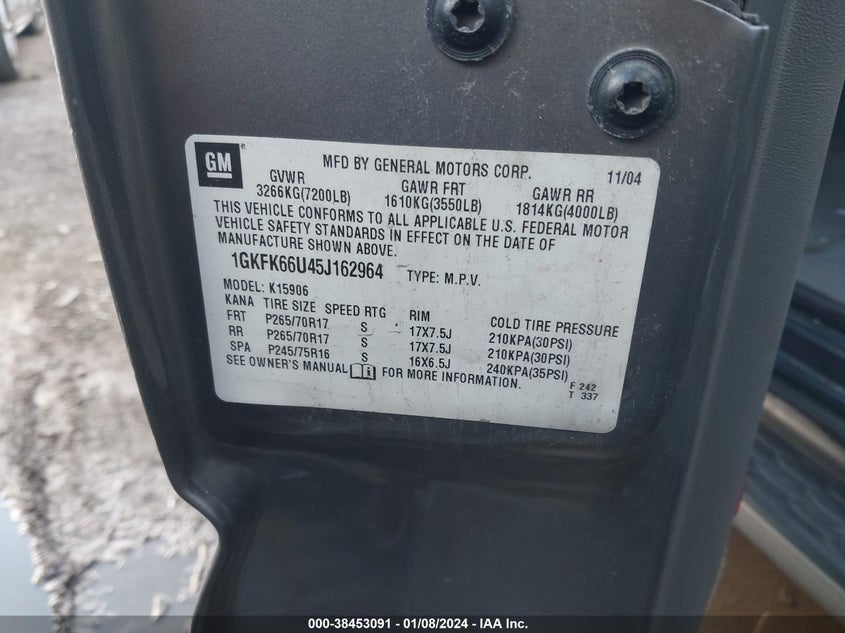 GM
MFD BY GENERAL MOTORS CORP. 11/04
GVWR GAWR FRT GAWR RR
3266KG(7200LB) 1610KG(3550LB) 1814KG(4000LB)
THIS VEHICLE CONFORMS TO ALL APPLICABLE U.S. FEDERAL MOTOR
VEHICLE SAFETY STANDARDS IN EFFECT ON THE DATE OF
MANUFACTURE SHOWN ABOVE.
1GKFK66U45J162964 TYPE: M.P.V.
MODEL: K15906
KANA TIRE SIZE SPEED RTG RIM COLD TIRE PRESSURE
FRT P265/70R17 S 17X7.5J 210KPA(30PSI)
RR P265/70R17 S 17X7.5J 210KPA(30PSI)
SPA P245/75R16 S 16X6.5J 240KPA(35PSI)
SEE OWNER'S MANUAL FOR MORE INFORMATION.
F 242
T 337
000-38453091 - 01/08/2024 - IAA Inc.